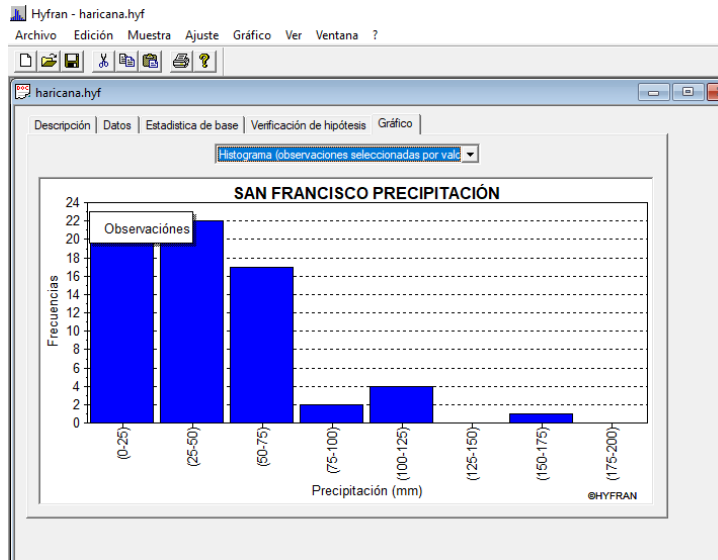 Hyfran - haricana.hyf
Archivo Edición Muestra Ajuste Gráfico Ver Ventana ?
haricana.hyf
Descripción Datos Estadistica de base Verificación de hipótesis Gráfico
Histograma (observaciones seleccionadas por valo
SAN FRANCISCO PRECIPITACIÓN
Observaciónes
Frecuencias
24
22
20
18
16
14
12
10
8
6
4
2
0
(0-25) (25-50) (50-75) (75-100) (100-125) (125-150) (150-175) (175-200)
Precipitación (mm)
©HYFRAN